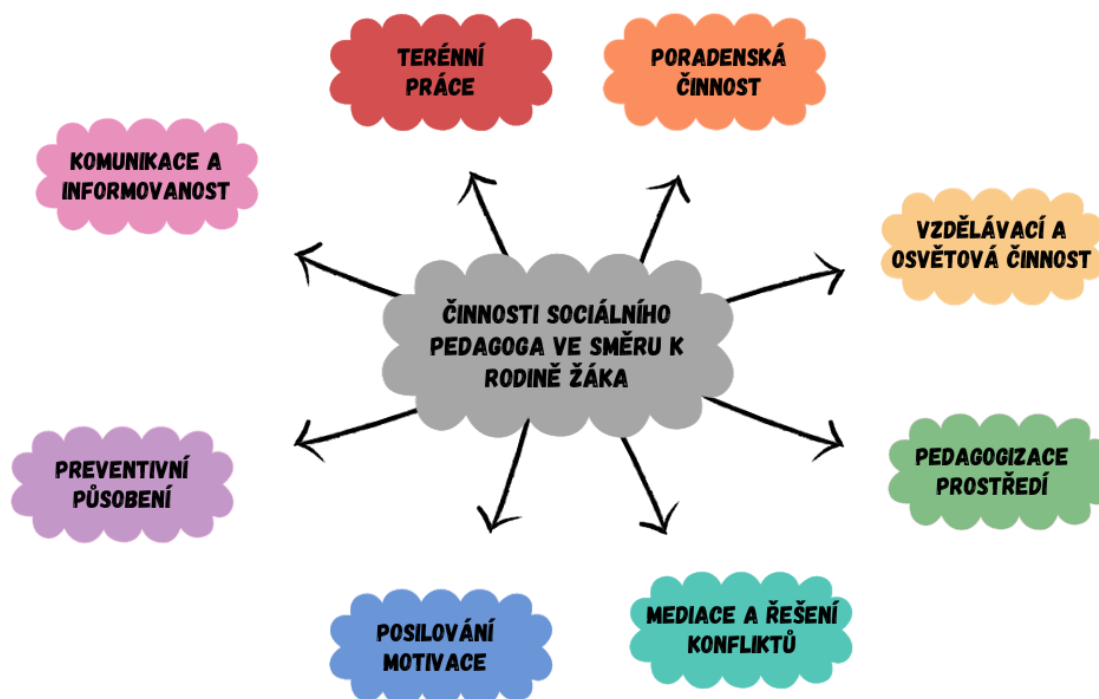 TERÉNNÍ
PRÁCE
PORADENSKÁ
ČINNOST
KOMUNIKACE A
INFORMOVANOST
VZDĚLÁVACÍ A
OSVĚTOVÁ ČINNOST
ČINNOSTI SOCIÁLNÍHO
PEDAGOGA VE SMĚRU K
RODINĚ ŽÁKA
PREVENTIVNÍ
PŮSOBENÍ
PEDAGOGIZACE
PROSTŘEDÍ
POSILOVÁNÍ
MOTIVACE
MEDIACE A ŘEŠENÍ
KONFLIKTŮ